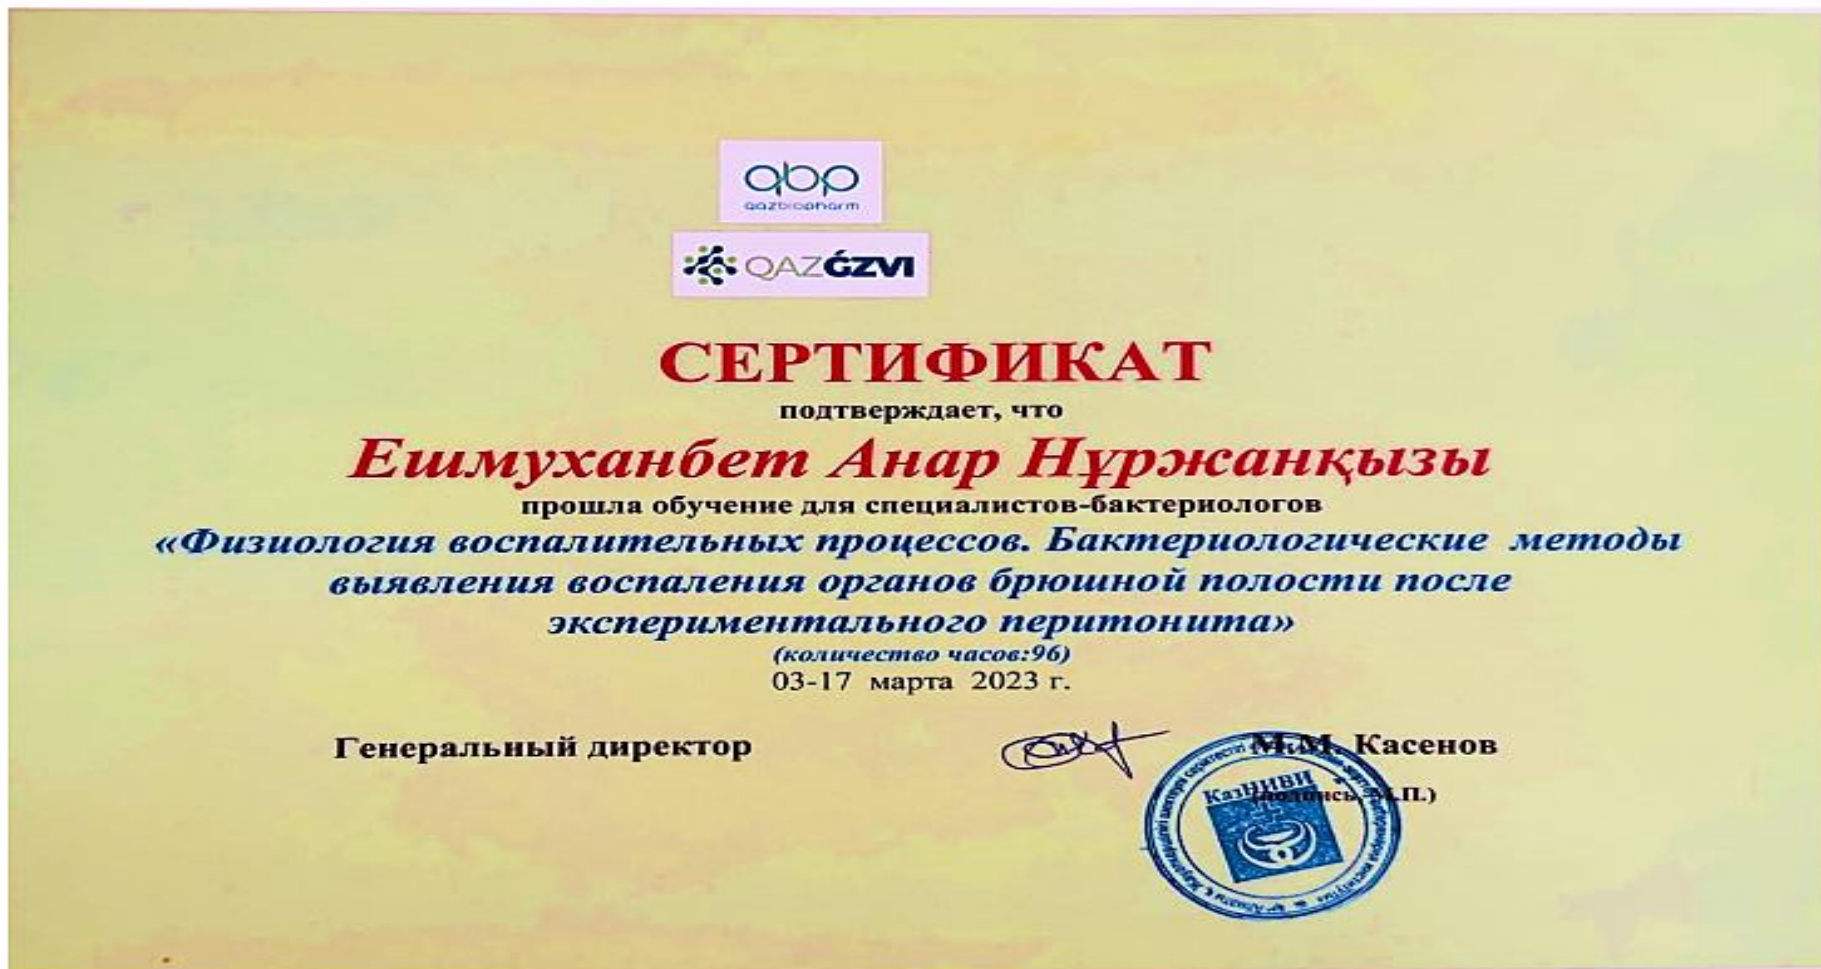 qbp
qazbiopharm
QAZǴZVI
СЕРТИФИКАТ
подтверждает, что
Ешмуханбет Анар Нұржанқызы
прошла обучение для специалистов-бактериологов
«Физиология воспалительных процессов. Бактериологические методы
выявления воспаления органов брюшной полости после
экспериментального перитонита»
(количество часов:96)
03-17 марта 2023 г.
Генеральный директор М.М. Касенов
КазНИВИ
(подпись, М.П.)